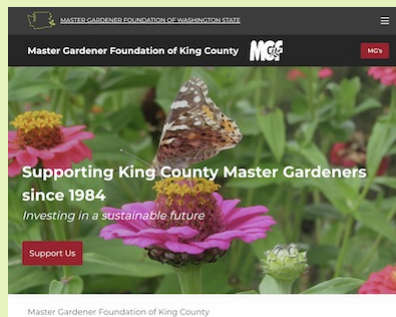 MASTER GARDENER FOUNDATION OF WASHINGTON STATE
Master Gardener Foundation of King County
MG's
Supporting King County Master Gardeners
since 1984
Investing in a sustainable future
Support Us
Master Gardener Foundation of King County